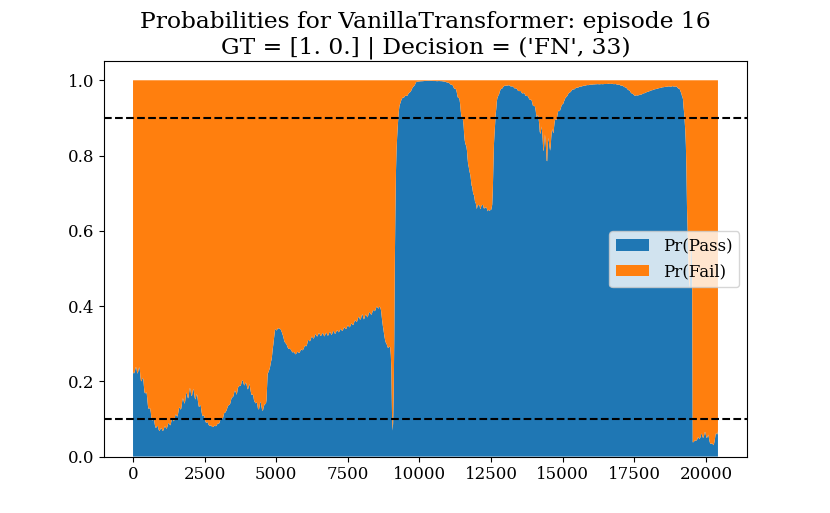 Probabilities for VanillaTransformer: episode 16
GT = [1. 0.] | Decision = ('FN', 33)
1.0
0.8
0.6
0.4
0.2
0.0
Pr(Pass)
Pr(Fail)
0 2500 5000 7500 10000 12500 15000 17500 20000